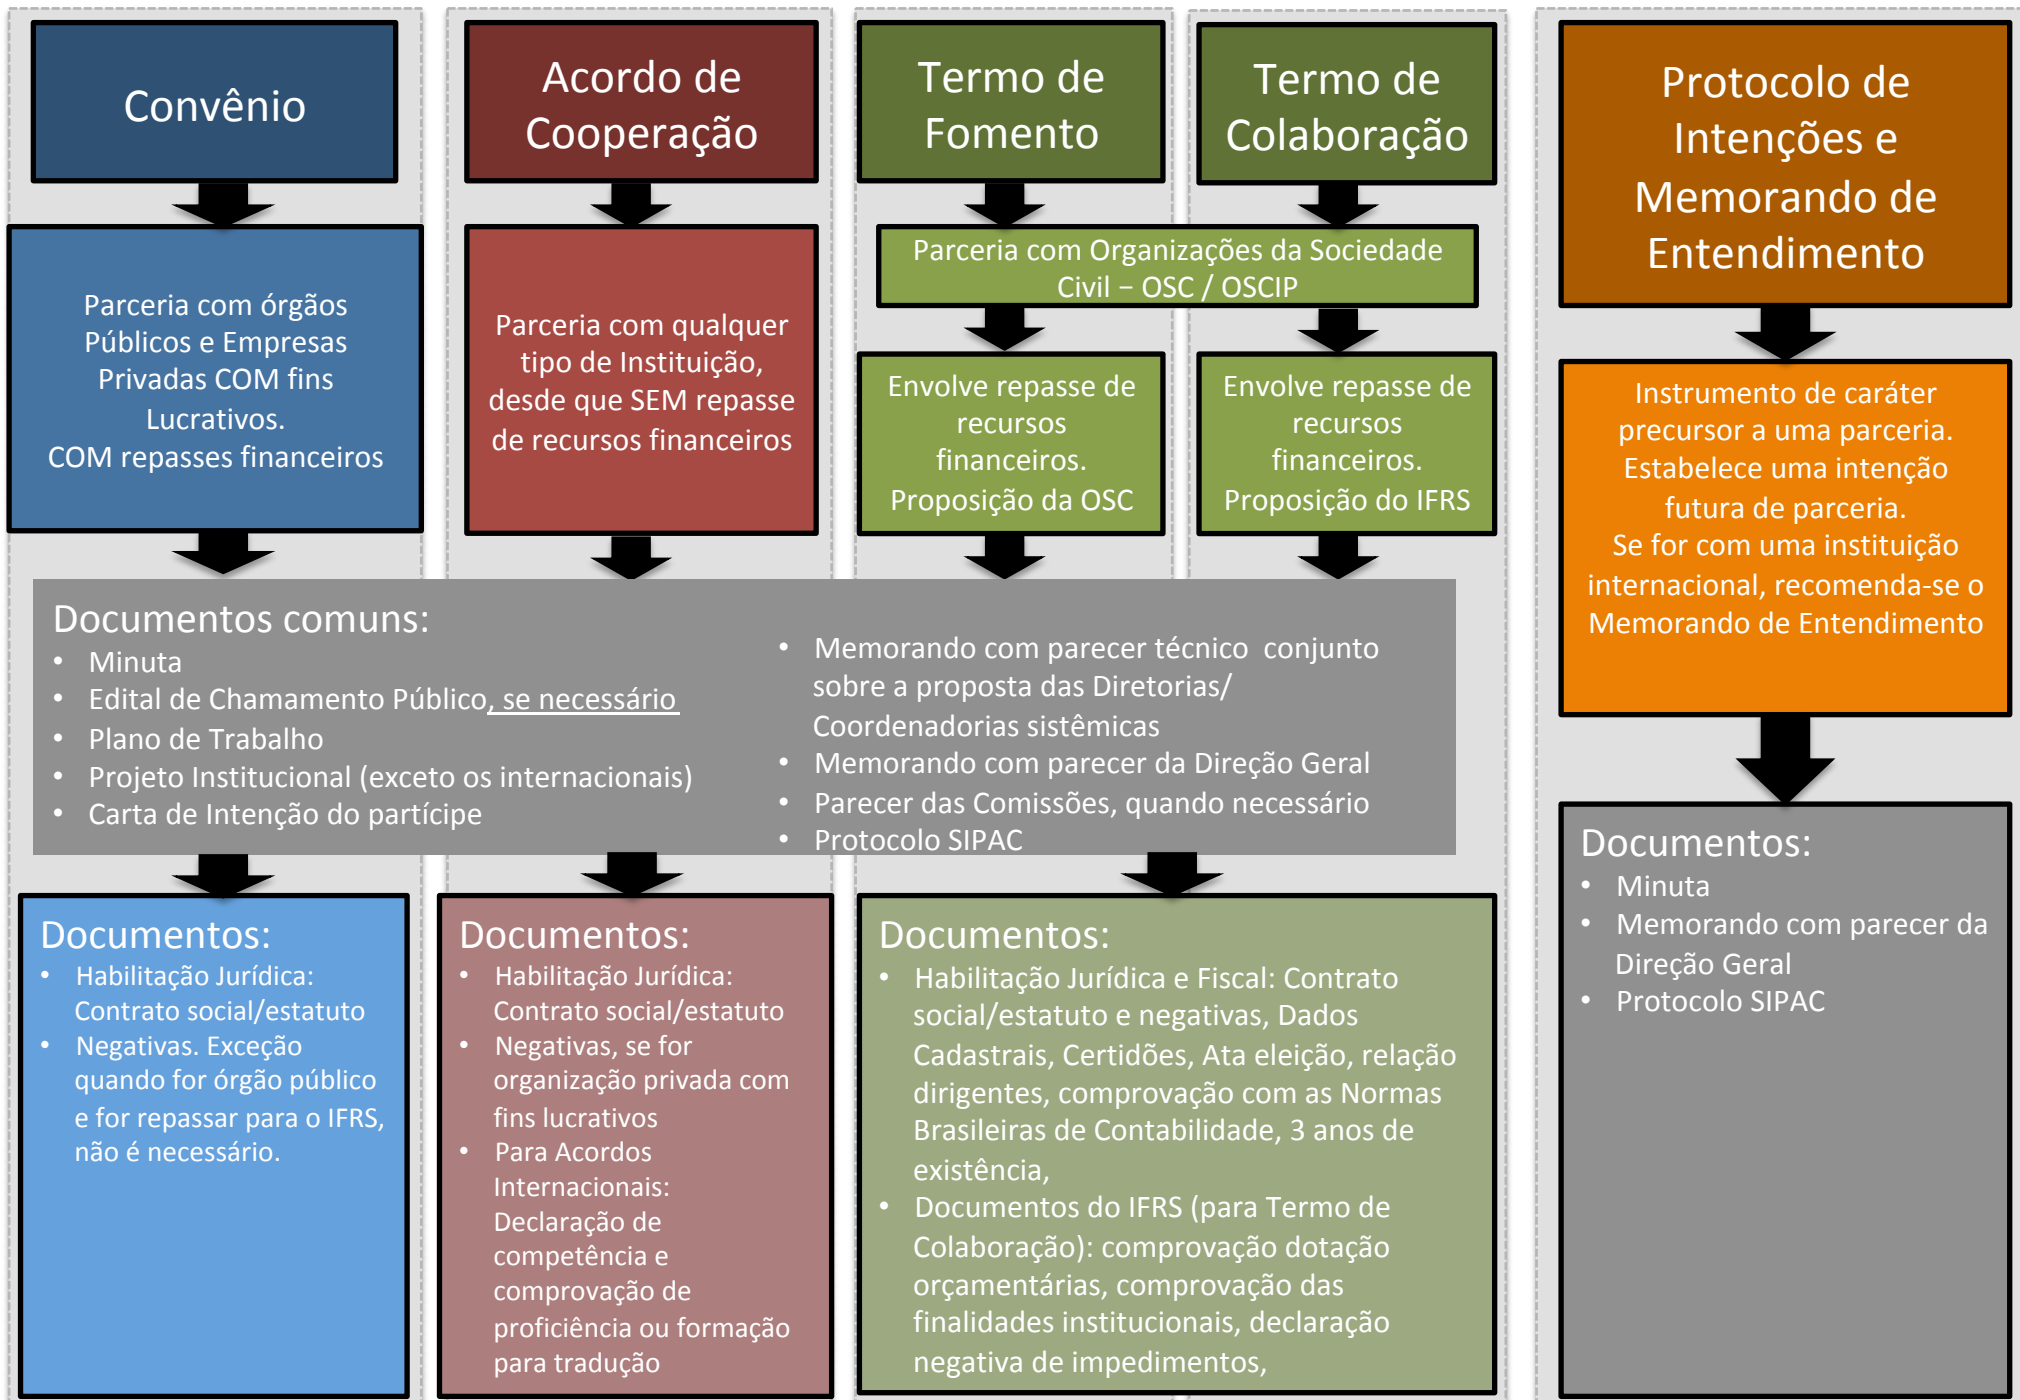 Convênio
Acordo de
Cooperação
Termo de
Fomento
Termo de
Colaboração
Protocolo de
Intenções e
Memorando de
Entendimento
Parceria com órgãos
Públicos e Empresas
Privadas COM fins
Lucrativos.
COM repasses financeiros
Parceria com qualquer
tipo de Instituição,
desde que SEM repasse
de recursos financeiros
Parceria com Organizações da Sociedade
Civil – OSC / OSCIP
Envolve repasse de
recursos
financeiros.
Proposição da OSC
Envolve repasse de
recursos
financeiros.
Proposição do IFRS
Instrumento de caráter
precursor a uma parceria.
Estabelece uma intenção
futura de parceria.
Se for com uma instituição
internacional, recomenda-se o
Memorando de Entendimento
Documentos comuns:
• Minuta
• Edital de Chamamento Público, se necessário
• Plano de Trabalho
• Projeto Institucional (exceto os internacionais)
• Carta de Intenção do partícipe
• Memorando com parecer técnico conjunto
sobre a proposta das Diretorias/
Coordenadorias sistêmicas
• Memorando com parecer da Direção Geral
• Parecer das Comissões, quando necessário
• Protocolo SIPAC
Documentos:
• Habilitação Jurídica:
Contrato social/estatuto
• Negativas. Exceção
quando for órgão público
e for repassar para o IFRS,
não é necessário.
Documentos:
• Habilitação Jurídica:
Contrato social/estatuto
• Negativas, se for
organização privada com
fins lucrativos
• Para Acordos
Internacionais:
Declaração de
competência e
comprovação de
proficiência ou formação
para tradução
Documentos:
• Habilitação Jurídica e Fiscal: Contrato
social/estatuto e negativas, Dados
Cadastrais, Certidões, Ata eleição, relação
dirigentes, comprovação com as Normas
Brasileiras de Contabilidade, 3 anos de
existência,
• Documentos do IFRS (para Termo de
Colaboração): comprovação dotação
orçamentárias, comprovação das
finalidades institucionais, declaração
negativa de impedimentos,
Documentos:
• Minuta
• Memorando com parecer da
Direção Geral
• Protocolo SIPAC